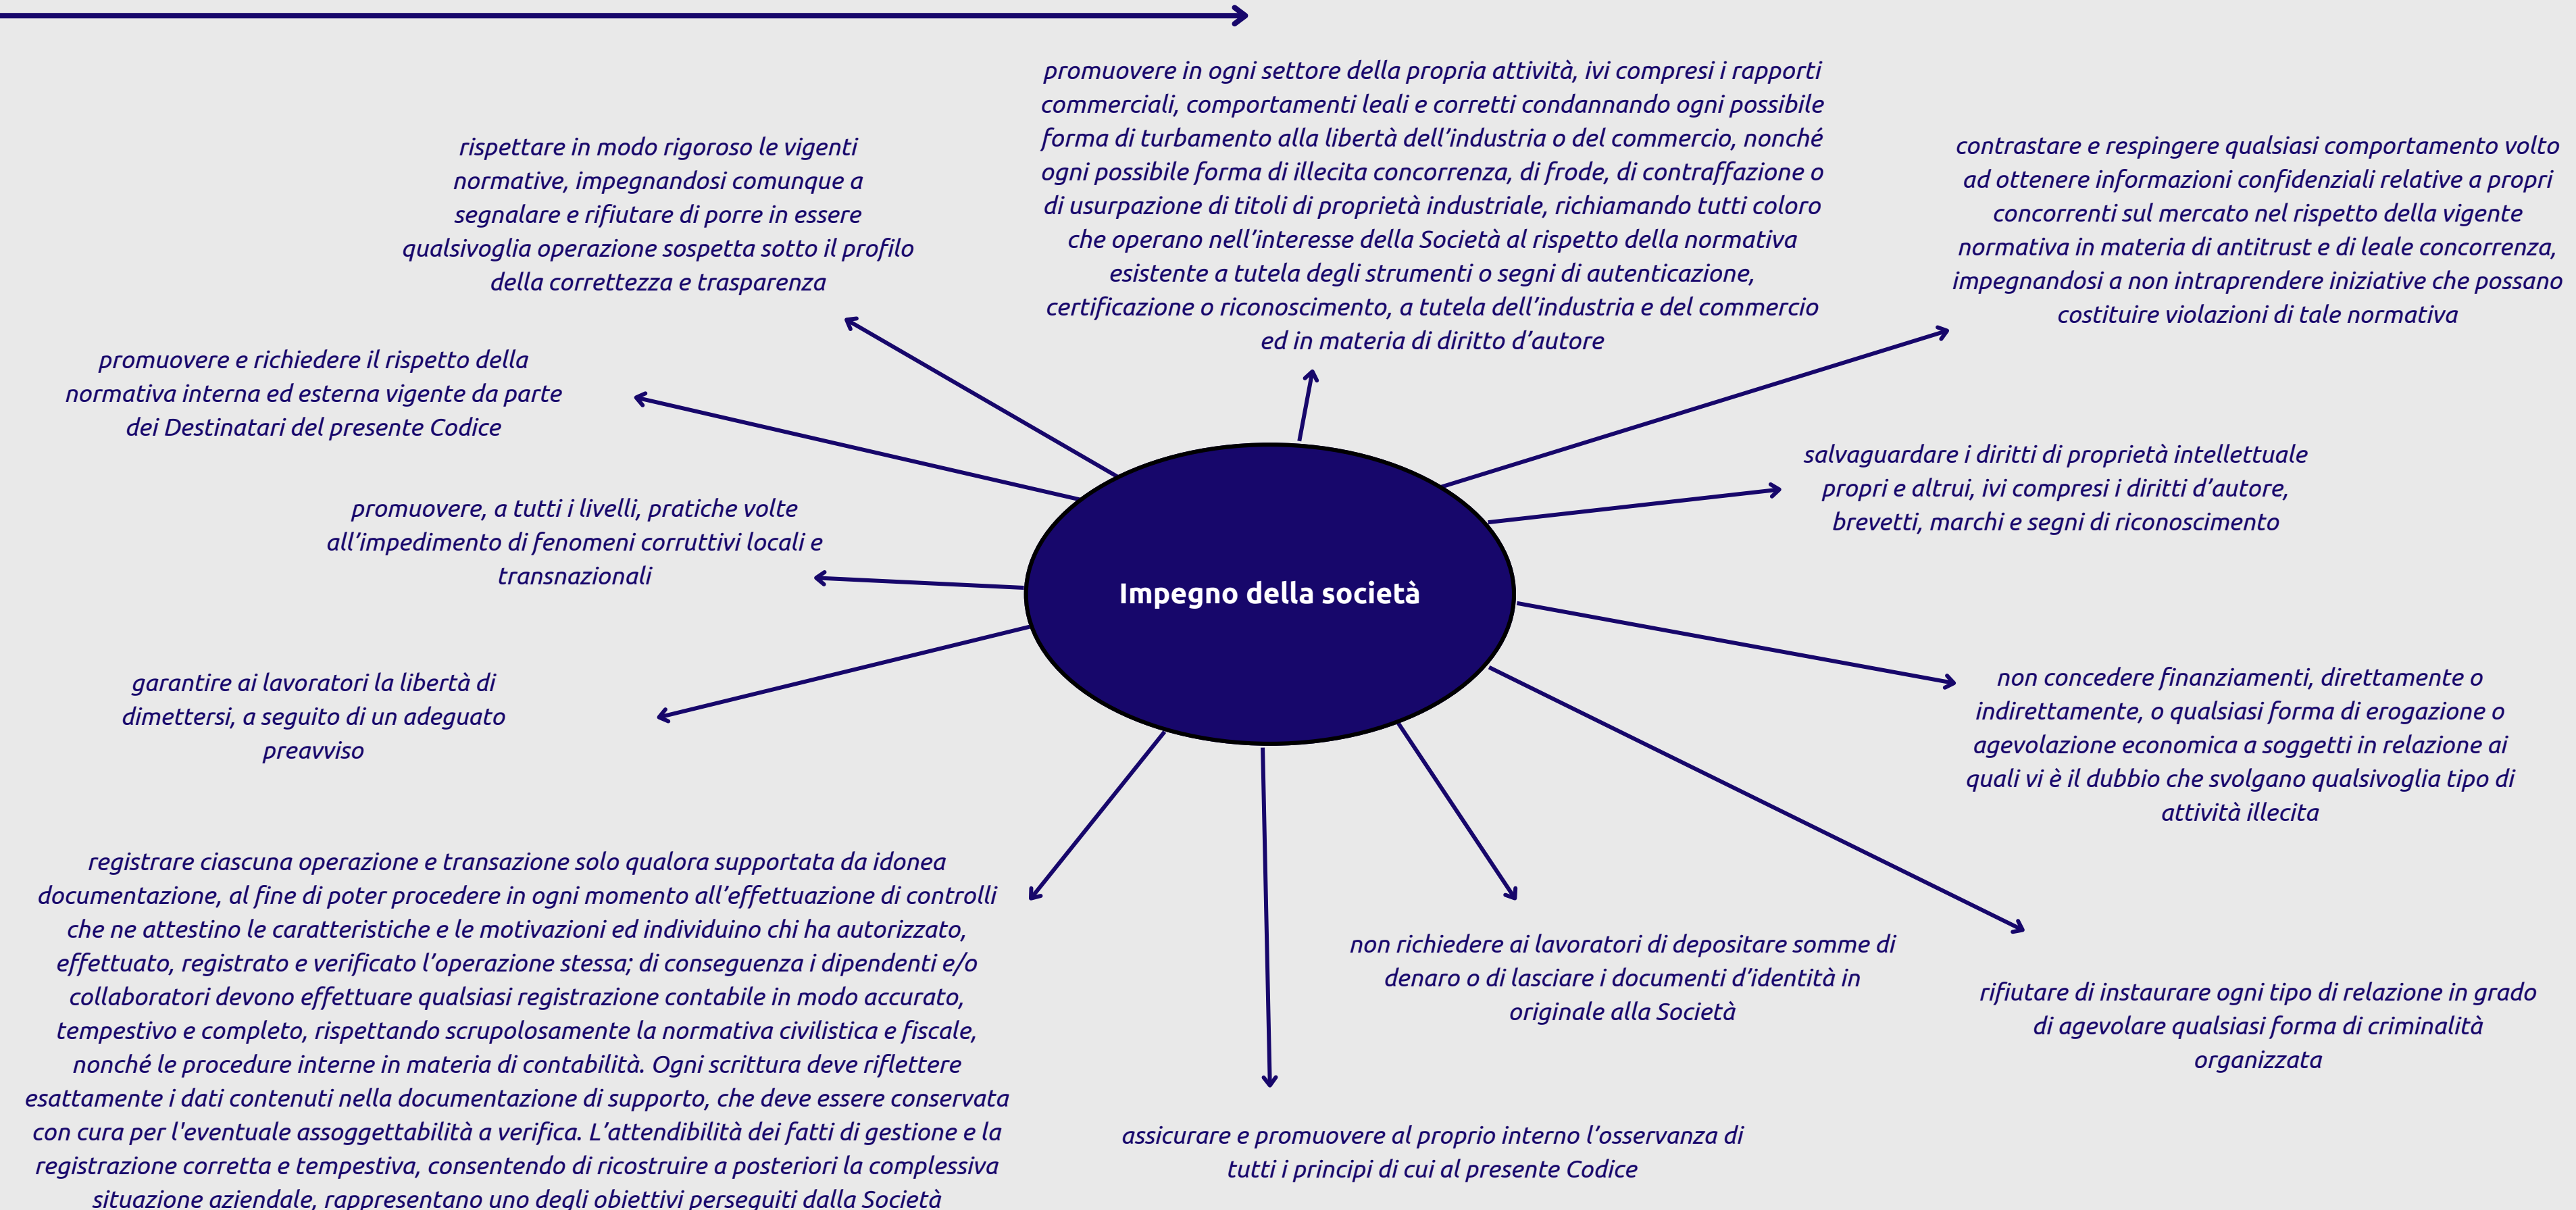 promuovere in ogni settore della propria attività, ivi compresi i rapporti
commerciali, comportamenti leali e corretti condannando ogni possibile
forma di turbamento alla libertà dell’industria o del commercio, nonché
ogni possibile forma di illecita concorrenza, di frode, di contraffazione o
di usurpazione di titoli di proprietà industriale, richiamando tutti coloro
che operano nell’interesse della Società al rispetto della normativa
esistente a tutela degli strumenti o segni di autenticazione,
certificazione o riconoscimento, a tutela dell’industria e del commercio
ed in materia di diritto d’autore
rispettare in modo rigoroso le vigenti
normative, impegnandosi comunque a
segnalare e rifiutare di porre in essere
qualsivoglia operazione sospetta sotto il profilo
della correttezza e trasparenza
contrastare e respingere qualsiasi comportamento volto
ad ottenere informazioni confidenziali relative a propri
concorrenti sul mercato nel rispetto della vigente
normativa in materia di antitrust e di leale concorrenza,
impegnandosi a non intraprendere iniziative che possano
costituire violazioni di tale normativa
promuovere e richiedere il rispetto della
normativa interna ed esterna vigente da parte
dei Destinatari del presente Codice
salvaguardare i diritti di proprietà intellettuale
propri e altrui, ivi compresi i diritti d’autore,
brevetti, marchi e segni di riconoscimento
promuovere, a tutti i livelli, pratiche volte
all’impedimento di fenomeni corruttivi locali e
transnazionali
Impegno della società
garantire ai lavoratori la libertà di
dimettersi, a seguito di un adeguato
preavviso
non concedere finanziamenti, direttamente o
indirettamente, o qualsiasi forma di erogazione o
agevolazione economica a soggetti in relazione ai
quali vi è il dubbio che svolgano qualsivoglia tipo di
attività illecita
registrare ciascuna operazione e transazione solo qualora supportata da idonea
documentazione, al fine di poter procedere in ogni momento all’effettuazione di controlli
che ne attestino le caratteristiche e le motivazioni ed individuino chi ha autorizzato,
effettuato, registrato e verificato l’operazione stessa; di conseguenza i dipendenti e/o
collaboratori devono effettuare qualsiasi registrazione contabile in modo accurato,
tempestivo e completo, rispettando scrupolosamente la normativa civilistica e fiscale,
nonché le procedure interne in materia di contabilità. Ogni scrittura deve riflettere
esattamente i dati contenuti nella documentazione di supporto, che deve essere conservata
con cura per l'eventuale assoggettabilità a verifica. L’attendibilità dei fatti di gestione e la
registrazione corretta e tempestiva, consentendo di ricostruire a posteriori la complessiva
situazione aziendale, rappresentano uno degli obiettivi perseguiti dalla Società
non richiedere ai lavoratori di depositare somme di
denaro o di lasciare i documenti d’identità in
originale alla Società
rifiutare di instaurare ogni tipo di relazione in grado
di agevolare qualsiasi forma di criminalità
organizzata
assicurare e promuovere al proprio interno l’osservanza di
tutti i principi di cui al presente Codice